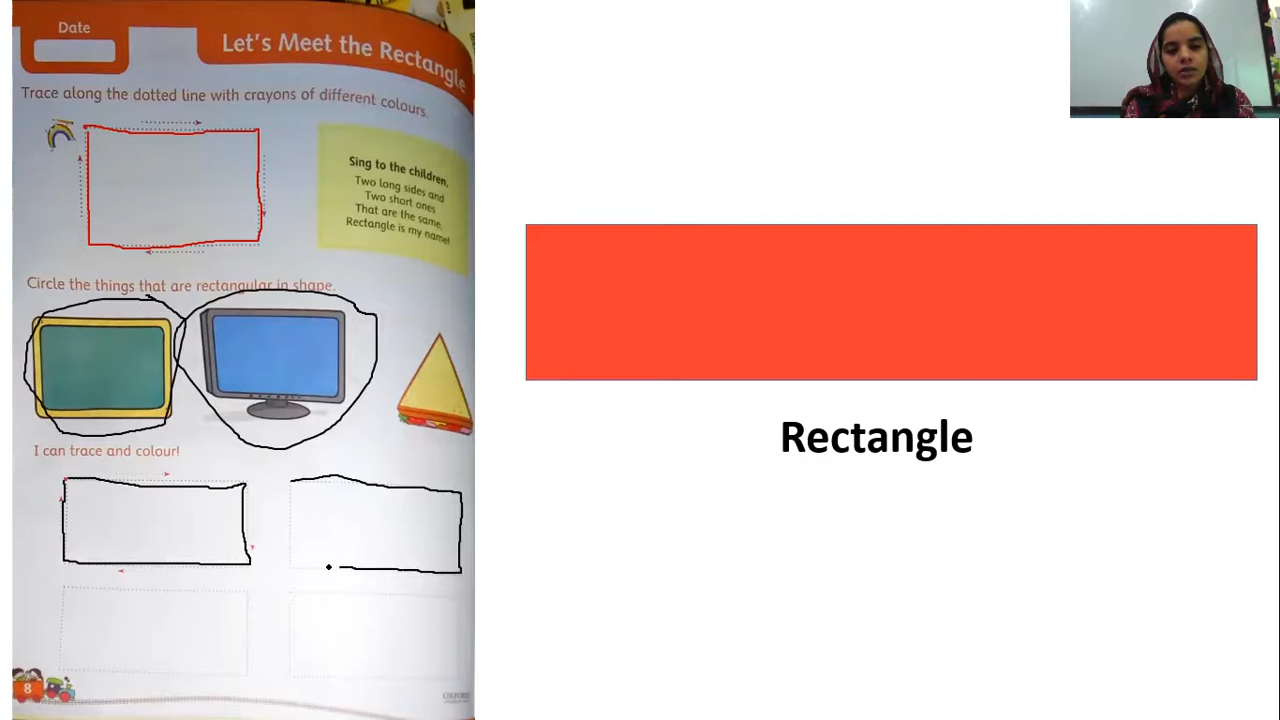 Date
Let's Meet the Rectangle
Trace along the dotted line with crayons of different colours.
Sing to the children.
Two long sides and
Two short ones
That are the same,
Rectangle is my name!
Circle the things that are rectangular in shape.
I can trace and colour!
8
OXFORD
Rectangle